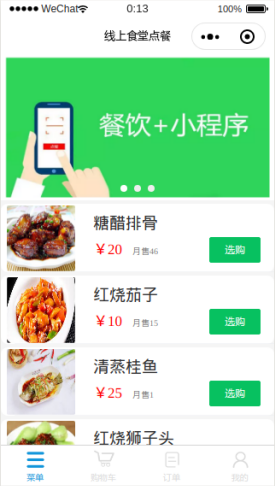 WeChat 0:13 100%
线上食堂点餐
餐饮+小程序
糖醋排骨
￥20 月售46 选购
红烧茄子
￥10 月售15 选购
清蒸桂鱼
￥25 月售1 选购
红烧狮子头
菜单 购物车 订单 我的